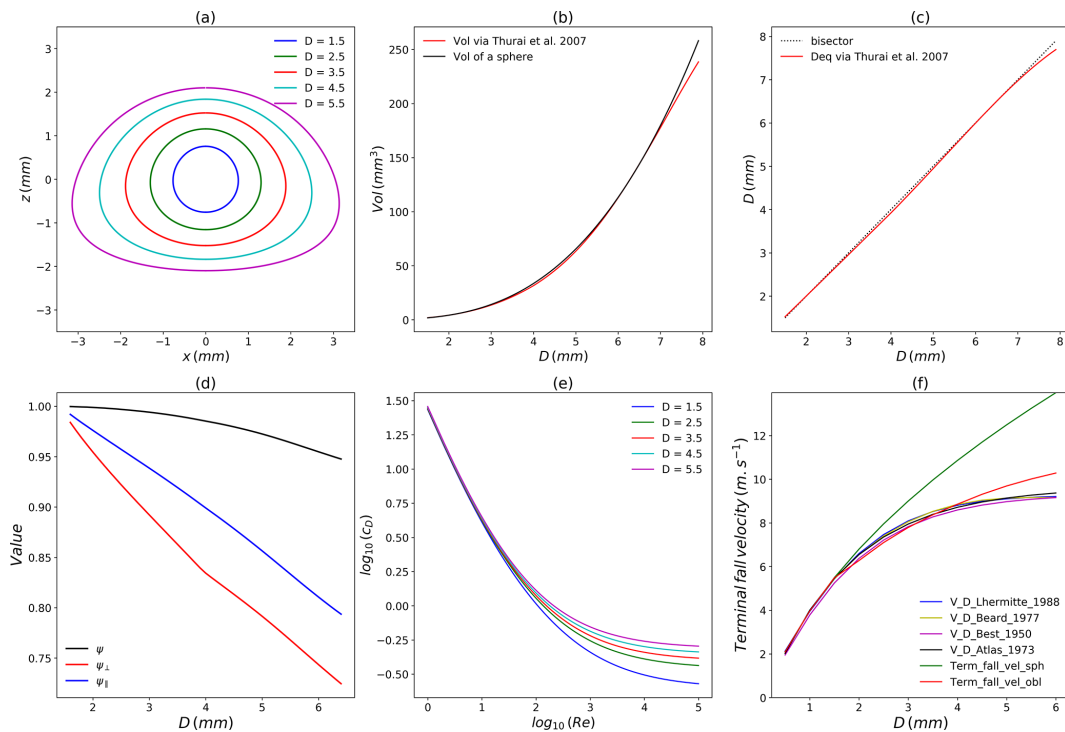 (a)
z (mm)
3
2
1
0
−1
−2
−3
D = 1.5
D = 2.5
D = 3.5
D = 4.5
D = 5.5
−3 −2 −1 0 1 2 3
x (mm)
(b)
Vol (mm³)
250
200
150
100
50
0
Vol via Thurai et al. 2007
Vol of a sphere
2 3 4 5 6 7 8
D (mm)
(c)
D (mm)
8
7
6
5
4
3
2
bisector
Deq via Thurai et al. 2007
2 3 4 5 6 7 8
D (mm)
(d)
Value
1.00
0.95
0.90
0.85
0.80
0.75
ψ
ψ⊥
ψ∥
2 3 4 5 6
D (mm)
(e)
log₁₀ (c_D)
1.50
1.25
1.00
0.75
0.50
0.25
0.00
−0.25
−0.50
D = 1.5
D = 2.5
D = 3.5
D = 4.5
D = 5.5
0 1 2 3 4 5
log₁₀ (Re)
(f)
Terminal fall velocity (m. s⁻¹)
12
10
8
6
4
2
0
V_D_Lhermitte_1988
V_D_Beard_1977
V_D_Best_1950
V_D_Atlas_1973
Term_fall_vel_sph
Term_fall_vel_obl
1 2 3 4 5 6
D (mm)